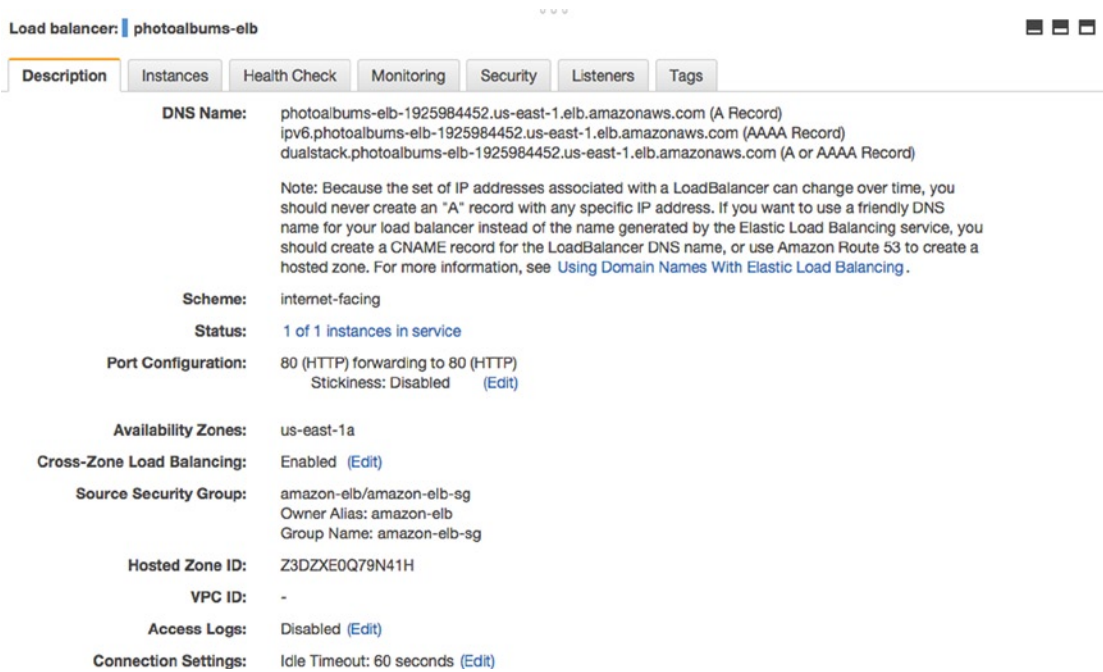 Load balancer: photoalbums-elb
Description Instances Health Check Monitoring Security Listeners Tags
DNS Name: photoalbums-elb-1925984452.us-east-1.elb.amazonaws.com (A Record)
ipv6.photoalbums-elb-1925984452.us-east-1.elb.amazonaws.com (AAAA Record)
dualstack.photoalbums-elb-1925984452.us-east-1.elb.amazonaws.com (A or AAAA Record)
Note: Because the set of IP addresses associated with a LoadBalancer can change over time, you
should never create an "A" record with any specific IP address. If you want to use a friendly DNS
name for your load balancer instead of the name generated by the Elastic Load Balancing service, you
should create a CNAME record for the LoadBalancer DNS name, or use Amazon Route 53 to create a
hosted zone. For more information, see Using Domain Names With Elastic Load Balancing.
Scheme: internet-facing
Status: 1 of 1 instances in service
Port Configuration: 80 (HTTP) forwarding to 80 (HTTP)
Stickiness: Disabled (Edit)
Availability Zones: us-east-1a
Cross-Zone Load Balancing: Enabled (Edit)
Source Security Group: amazon-elb/amazon-elb-sg
Owner Alias: amazon-elb
Group Name: amazon-elb-sg
Hosted Zone ID: Z3DZXE0Q79N41H
VPC ID: -
Access Logs: Disabled (Edit)
Connection Settings: Idle Timeout: 60 seconds (Edit)